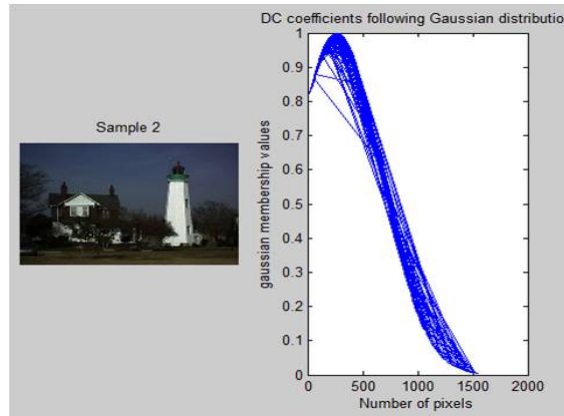 DC coefficients following Gaussian distributio
Sample 2
gaussian membership values
1
0.9
0.8
0.7
0.6
0.5
0.4
0.3
0.2
0.1
0
0 500 1000 1500 2000
Number of pixels